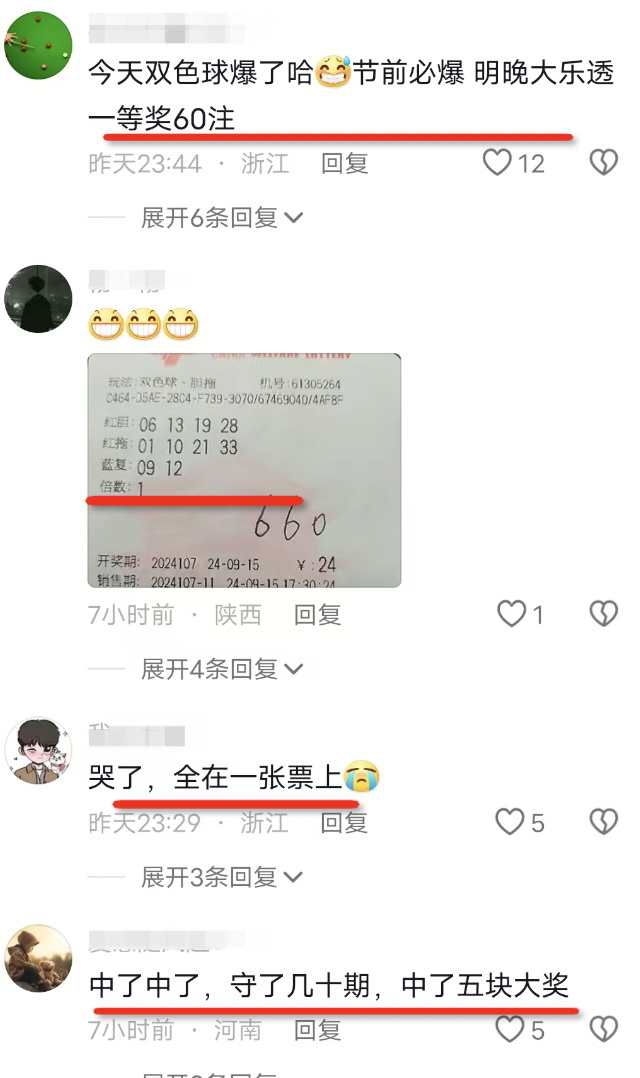 今天双色球爆了哈😅节前必爆 明晚大乐透
一等奖60注
昨天23:44 · 浙江 回复 12
展开6条回复
😁😁😁
CHINA WELFARE LOTTERY
玩法:双色球-胆拖 机号:61305264
C464-D5AE-28C4-F739-3070/67469040/4AF8F
红胆: 06 13 19 28
红拖: 01 10 21 33
蓝复: 09 12
倍数: 1
660
开奖期: 2024107 24-09-15 ¥:24
销售期: 2024107-11 24-09-15 17:30:24
7小时前 · 陕西 回复 1
展开4条回复
哭了，全在一张票上😭
昨天23:29 · 浙江 回复 5
展开3条回复
中了中了，守了几十期，中了五块大奖
7小时前 · 河南 回复 5